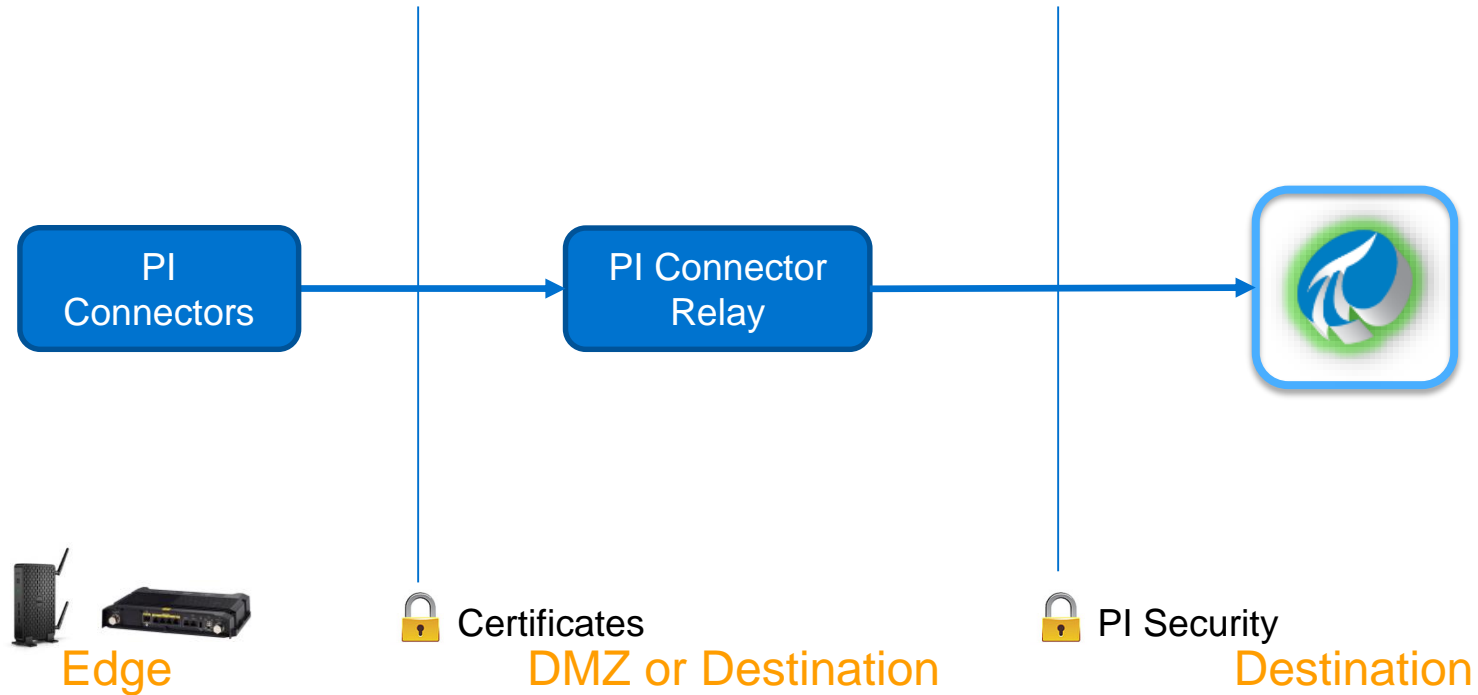 PI
Connectors
PI Connector
Relay
Certificates
PI Security
Edge
DMZ or Destination
Destination